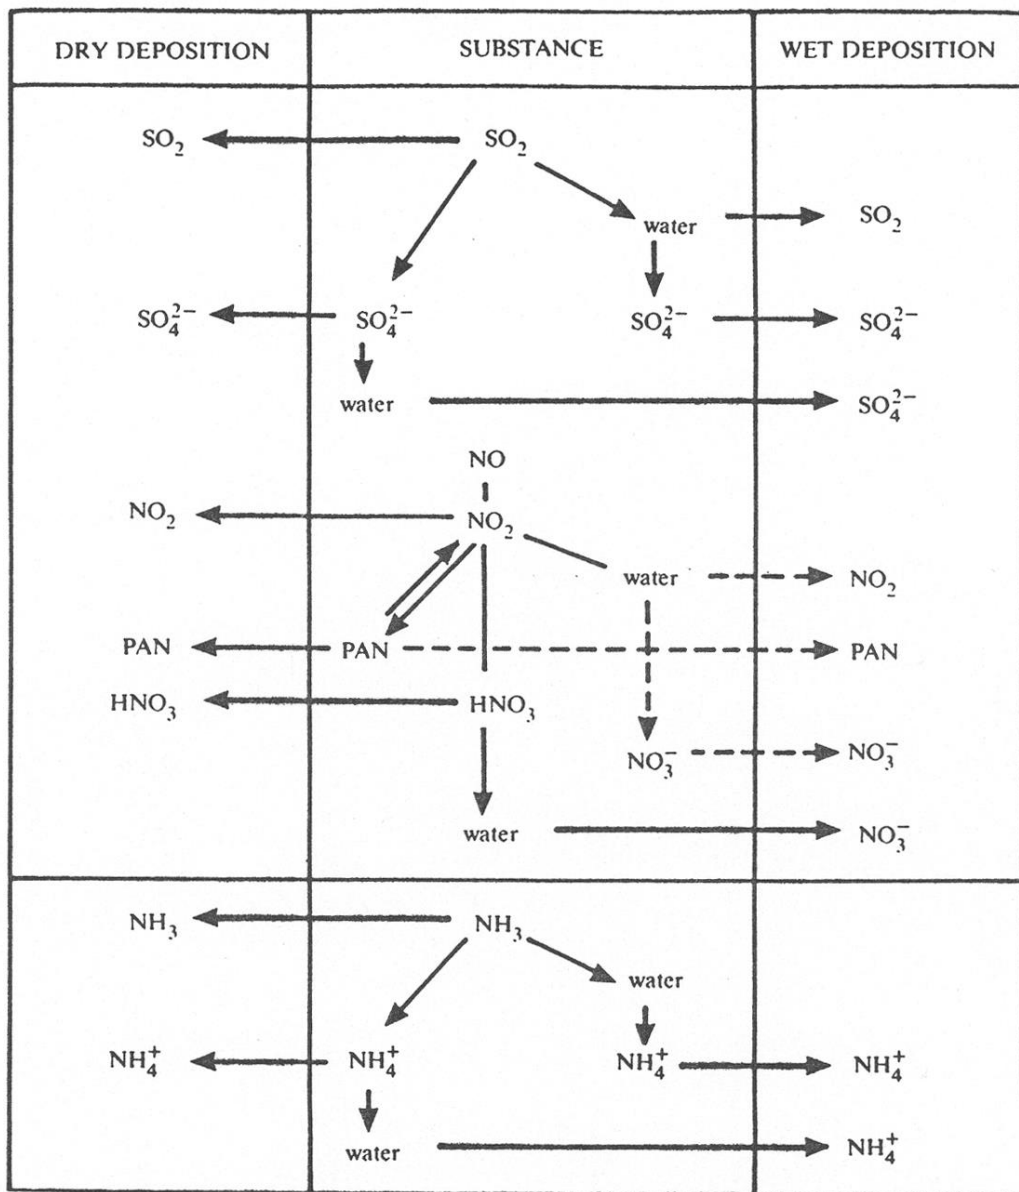 DRY DEPOSITION SUBSTANCE WET DEPOSITION
SO₂ SO₂
water SO₂
SO₄²⁻ SO₄²⁻ SO₄²⁻ SO₄²⁻
water SO₄²⁻
NO
NO₂ NO₂
water NO₂
PAN PAN PAN
HNO₃ HNO₃
NO₃⁻ NO₃⁻
water NO₃⁻
NH₃ NH₃
water
NH₄⁺ NH₄⁺ NH₄⁺ NH₄⁺
water NH₄⁺